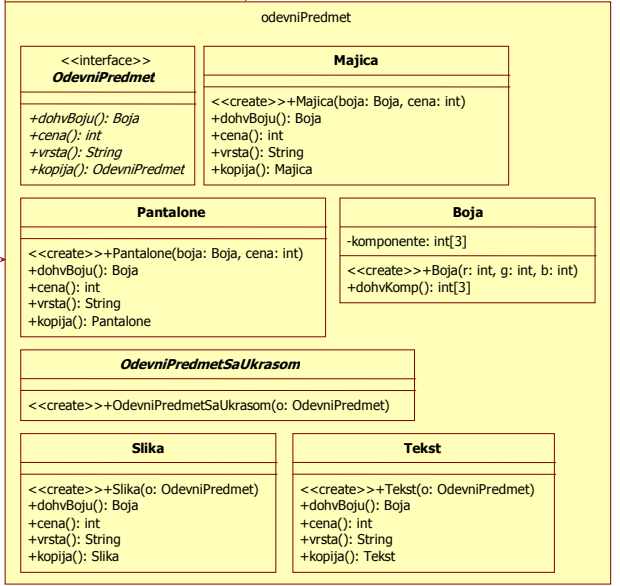 odevniPredmet
<<interface>>
OdevniPredmet
+dohvBoju(): Boja
+cena(): int
+vrsta(): String
+kopija(): OdevniPredmet
Majica
<<create>>+Majica(boja: Boja, cena: int)
+dohvBoju(): Boja
+cena(): int
+vrsta(): String
+kopija(): Majica
Pantalone
<<create>>+Pantalone(boja: Boja, cena: int)
+dohvBoju(): Boja
+cena(): int
+vrsta(): String
+kopija(): Pantalone
Boja
-komponente: int[3]
<<create>>+Boja(r: int, g: int, b: int)
+dohvKomp(): int[3]
OdevniPredmetSaUkrasom
<<create>>+OdevniPredmetSaUkrasom(o: OdevniPredmet)
Slika
<<create>>+Slika(o: OdevniPredmet)
+dohvBoju(): Boja
+cena(): int
+vrsta(): String
+kopija(): Slika
Tekst
<<create>>+Tekst(o: OdevniPredmet)
+dohvBoju(): Boja
+cena(): int
+vrsta(): String
+kopija(): Tekst